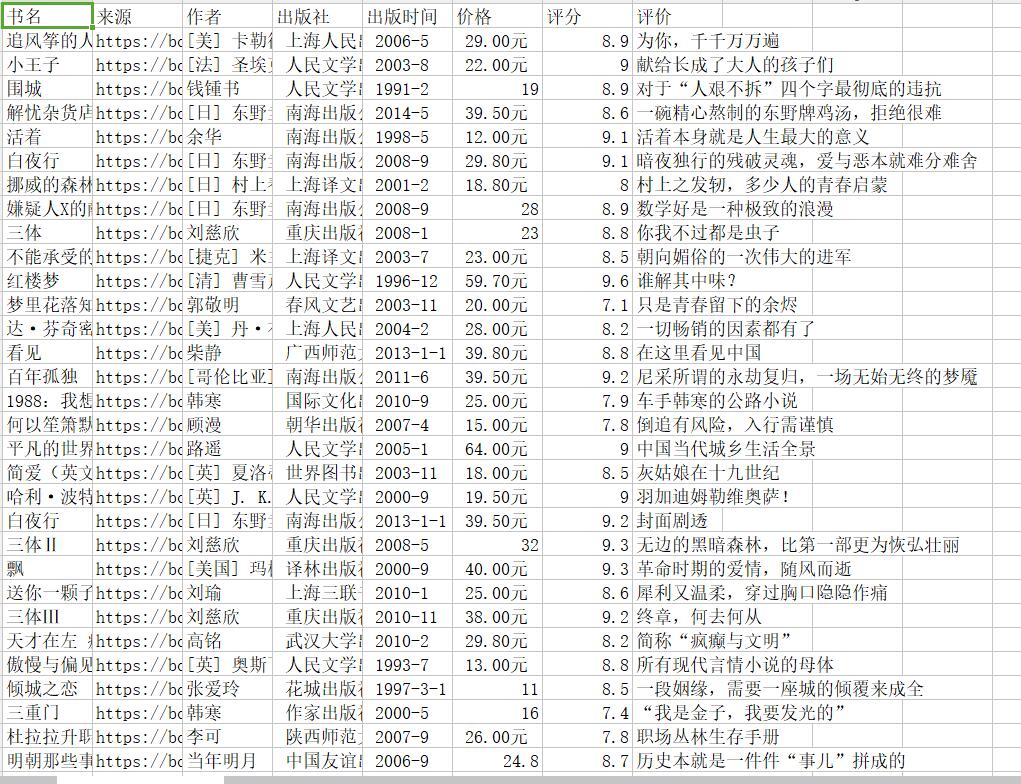 书名 来源 作者 出版社 出版时间 价格 评分 评价
追风筝的人 https://bo [美] 卡勒德 上海人民出 2006-5 29.00元 8.9 为你，千千万万遍
小王子 https://bo [法] 圣埃克 人民文学出 2003-8 22.00元 9 献给长成了大人的孩子们
围城 https://bo 钱锺书 人民文学出 1991-2 19 8.9 对于“人艰不拆”四个字最彻底的违抗
解忧杂货店 https://bo [日] 东野圭 南海出版公 2014-5 39.50元 8.6 一碗精心熬制的东野牌鸡汤，拒绝很难
活着 https://bo 余华 南海出版公 1998-5 12.00元 9.1 活着本身就是人生最大的意义
白夜行 https://bo [日] 东野圭 南海出版公 2008-9 29.80元 9.1 暗夜独行的残破灵魂，爱与恶本就难分难舍
挪威的森林 https://bo [日] 村上春 上海译文出 2001-2 18.80元 8 村上之发轫，多少人的青春启蒙
嫌疑人X的献 https://bo [日] 东野圭 南海出版公 2008-9 28 8.9 数学好是一种极致的浪漫
三体 https://bo 刘慈欣 重庆出版社 2008-1 23 8.8 你我不过都是虫子
不能承受的 https://bo [捷克] 米兰 上海译文出 2003-7 23.00元 8.5 朝向媚俗的一次伟大的进军
红楼梦 https://bo [清] 曹雪芹 人民文学出 1996-12 59.70元 9.6 谁解其中味？
梦里花落知 https://bo 郭敬明 春风文艺出 2003-11 20.00元 7.1 只是青春留下的余烬
达·芬奇密 https://bo [美] 丹·布 上海人民出 2004-2 28.00元 8.2 一切畅销的因素都有了
看见 https://bo 柴静 广西师范大 2013-1-1 39.80元 8.8 在这里看见中国
百年孤独 https://bo [哥伦比亚] 南海出版公 2011-6 39.50元 9.2 尼采所谓的永劫复归，一场无始无终的梦魇
1988：我想 https://bo 韩寒 国际文化出 2010-9 25.00元 7.9 车手韩寒的公路小说
何以笙箫默 https://bo 顾漫 朝华出版社 2007-4 15.00元 7.8 倒追有风险，入行需谨慎
平凡的世界 https://bo 路遥 人民文学出 2005-1 64.00元 9 中国当代城乡生活全景
简爱（英文 https://bo [英] 夏洛蒂 世界图书出 2003-11 18.00元 8.5 灰姑娘在十九世纪
哈利·波特 https://bo [英] J. K. 人民文学出 2000-9 19.50元 9 羽加迪姆勒维奥萨！
白夜行 https://bo [日] 东野圭 南海出版公 2013-1-1 39.50元 9.2 封面剧透
三体Ⅱ https://bo 刘慈欣 重庆出版社 2008-5 32 9.3 无边的黑暗森林，比第一部更为恢弘壮丽
飘 https://bo [美国] 玛格 译林出版社 2000-9 40.00元 9.3 革命时期的爱情，随风而逝
送你一颗子 https://bo 刘瑜 上海三联书 2010-1 25.00元 8.6 犀利又温柔，穿过胸口隐隐作痛
三体Ⅲ https://bo 刘慈欣 重庆出版社 2010-11 38.00元 9.2 终章，何去何从
天才在左 疯 https://bo 高铭 武汉大学出 2010-2 29.80元 8.2 简称“疯癫与文明”
傲慢与偏见 https://bo [英] 奥斯丁 人民文学出 1993-7 13.00元 8.8 所有现代言情小说的母体
倾城之恋 https://bo 张爱玲 花城出版社 1997-3-1 11 8.5 一段姻缘，需要一座城的倾覆来成全
三重门 https://bo 韩寒 作家出版社 2000-5 16 7.4 “我是金子，我要发光的”
杜拉拉升职 https://bo 李可 陕西师范大 2007-9 26.00元 7.8 职场丛林生存手册
明朝那些事 https://bo 当年明月 中国友谊出 2006-9 24.8 8.7 历史本就是一件件“事儿”拼成的